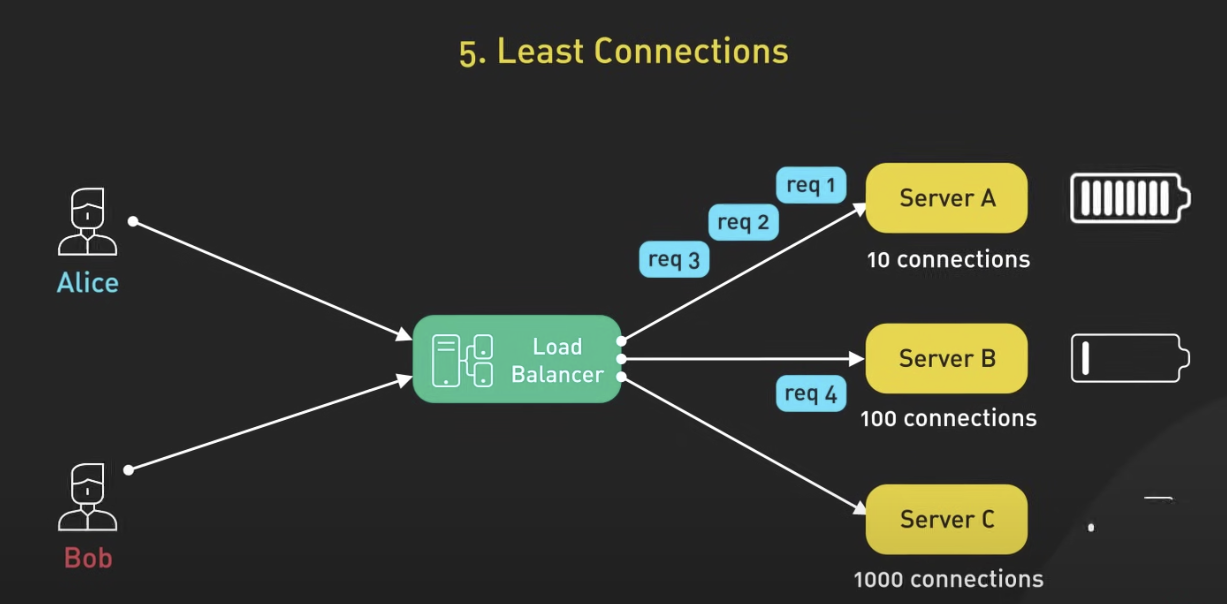 5. Least Connections
Alice
Bob
Load
Balancer
req 1
req 2
req 3
req 4
Server A
10 connections
Server B
100 connections
Server C
1000 connections